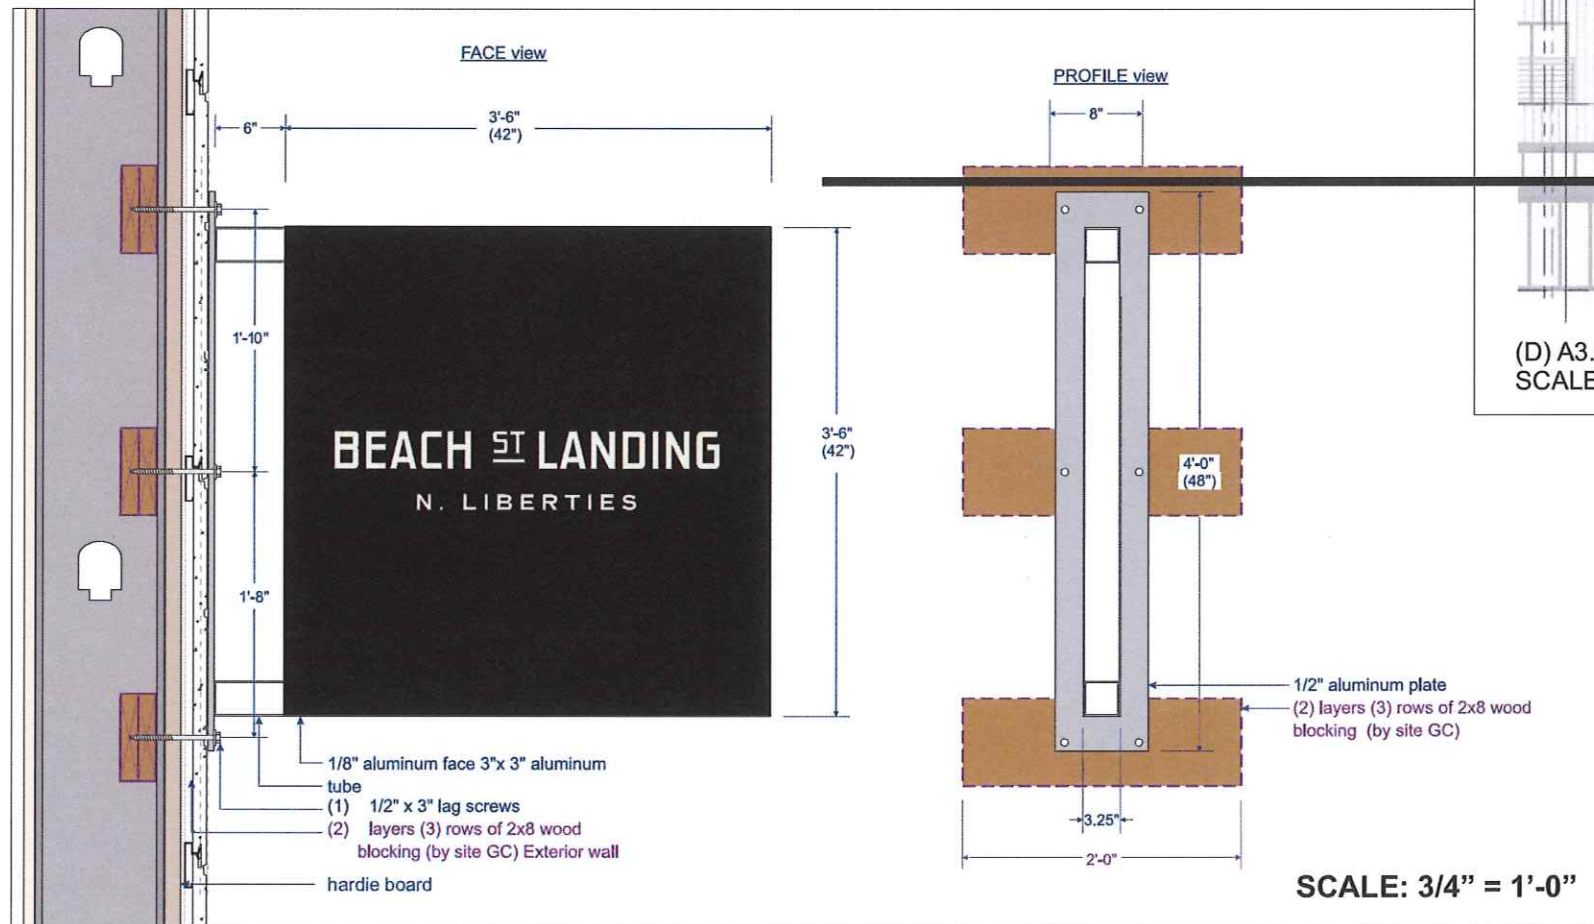 FACE view
6"
3'-6"
(42")
1'-10"
1'-8"
BEACH ST LANDING
N. LIBERTIES
3'-6"
(42")
1/8" aluminum face 3"x 3" aluminum
tube
(1) 1/2" x 3" lag screws
(2) layers (3) rows of 2x8 wood
blocking (by site GC) Exterior wall
hardie board
PROFILE view
8"
4'-0"
(48")
1/2" aluminum plate
(2) layers (3) rows of 2x8 wood
blocking (by site GC)
3.25"
2'-0"
(D) A3.
SCALE
SCALE: 3/4” = 1’-0”